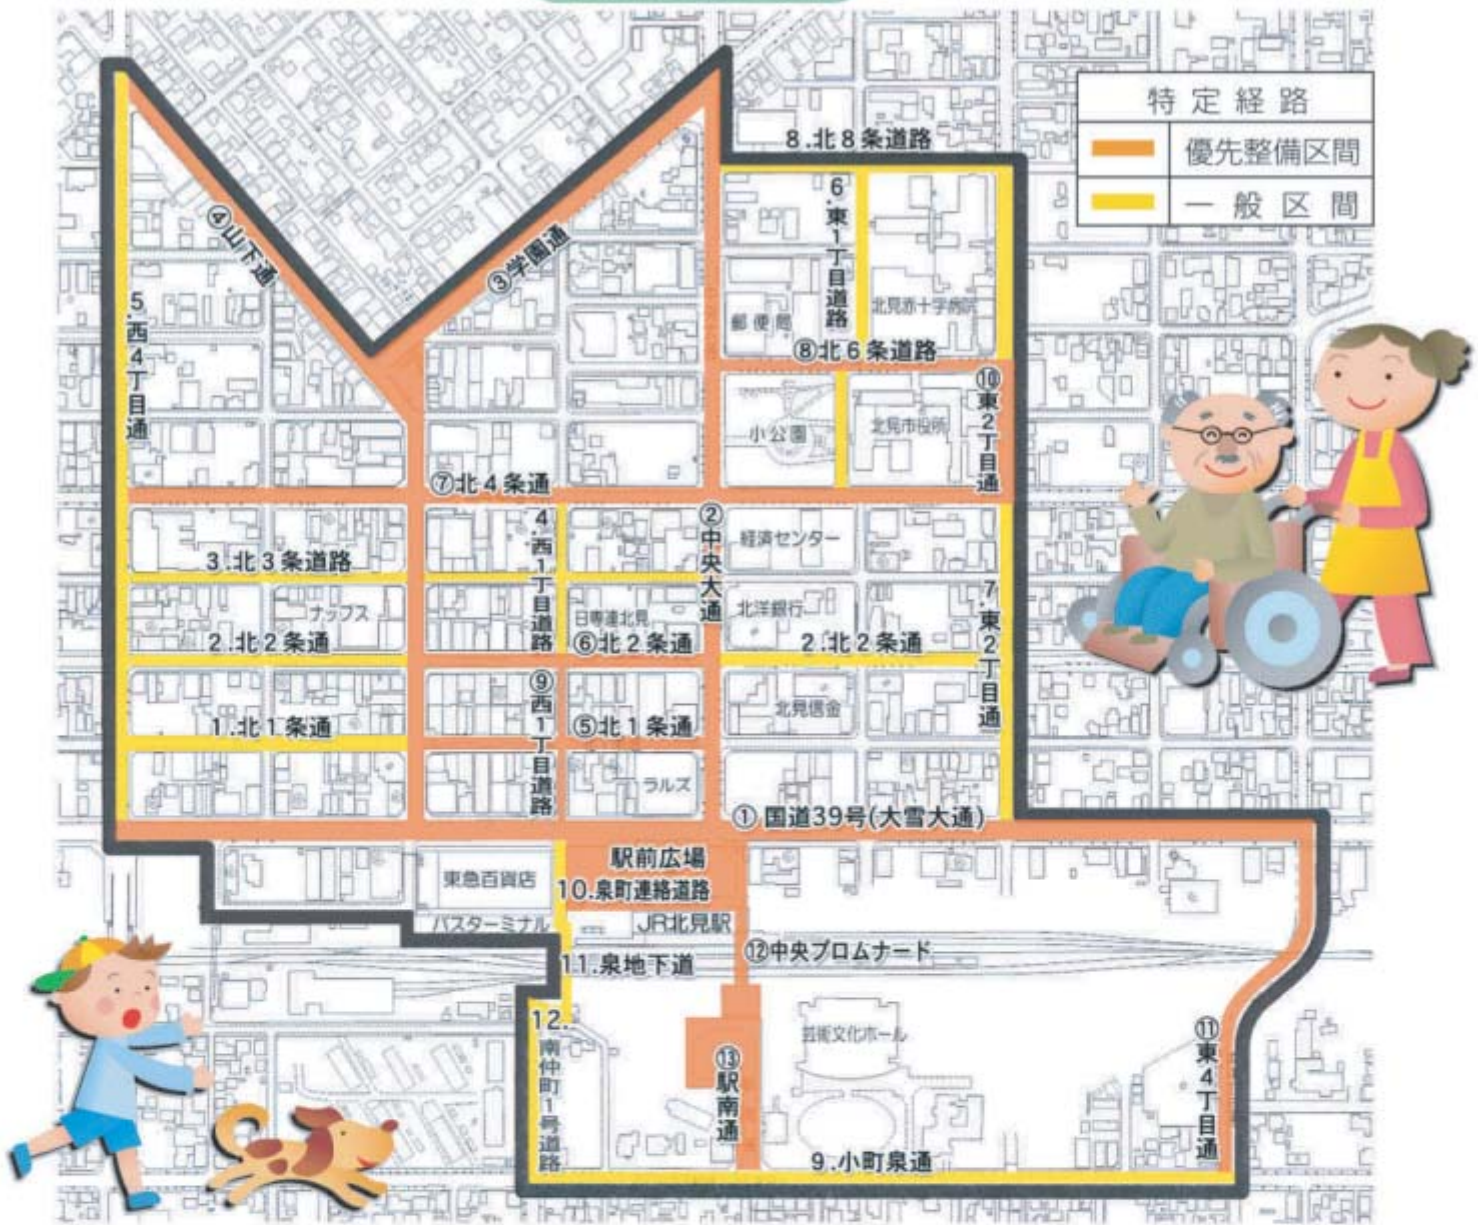 特定経路
優先整備区間
一般区間
8.北8条道路
6.東1丁目道路
④山下通
③学園通
5.西4丁目通
北見赤十字病院
郵便局
⑧北6条道路
⑩東2丁目通
小公園
北見市役所
⑦北4条通
4.西1丁目道路
②中央大通
経済センター
3.北3条道路
ナップス
日専連北見
北洋銀行
7.東2丁目通
2.北2条通
⑥北2条通
2.北2条通
⑨西1丁目道路
北見信金
1.北1条通
⑤北1条通
ラルズ
①国道39号(大雪大通)
駅前広場
東急百貨店
10.泉町連絡道路
バスターミナル
JR北見駅
⑫中央プロムナード
11.泉地下道
12.南仲町1号道路
芸術文化ホール
⑬駅南通
⑪東4丁目通
9.小町泉通